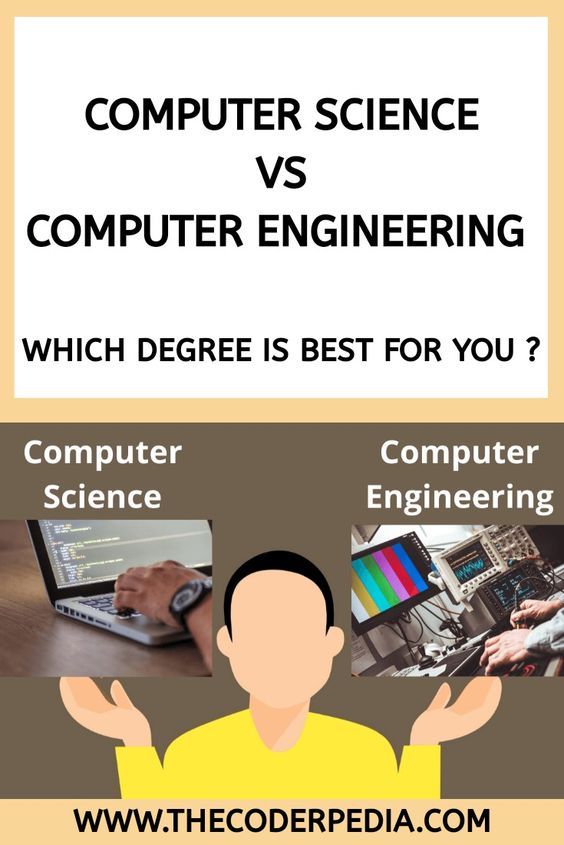 COMPUTER SCIENCE
VS
COMPUTER ENGINEERING
WHICH DEGREE IS BEST FOR YOU ?
Computer
Science
Computer
Engineering
WWW.THECODERPEDIA.COM